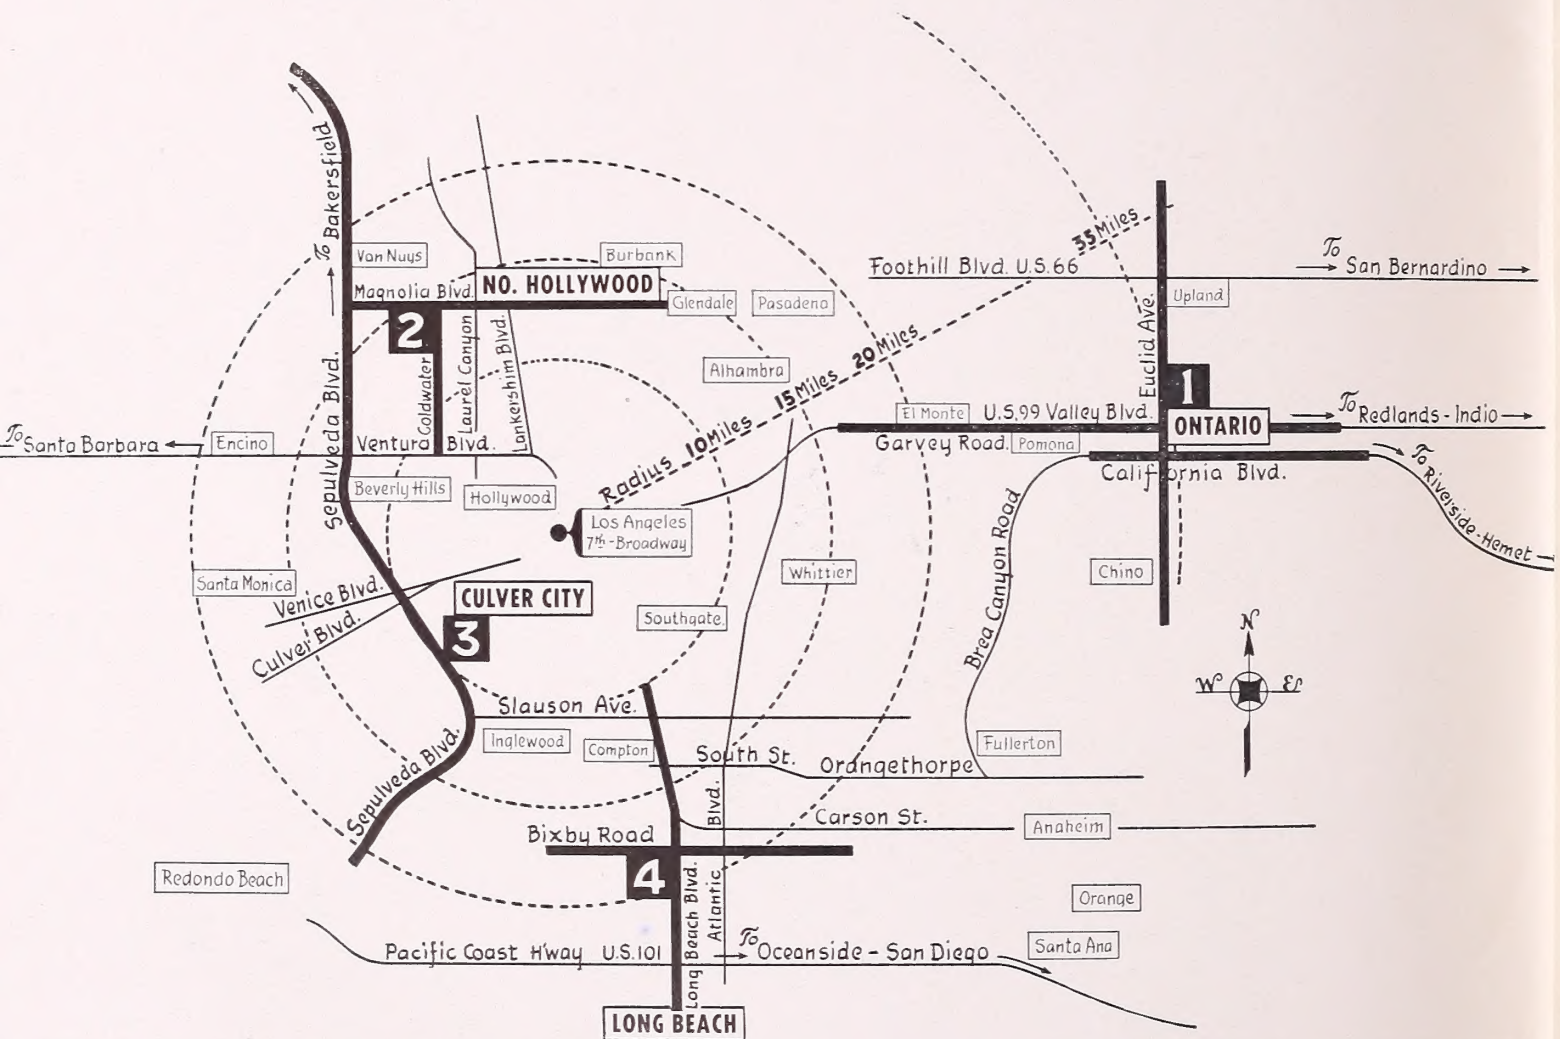 To Bakersfield
Van Nuys
Burbank
35 Miles
To
Foothill Blvd. U.S.66
San Bernardino
Magnolia Blvd.
NO. HOLLYWOOD
Glendale
Pasadena
Upland
2
Coldwater
Laurel Canyon
Lankershim Blvd.
Sepulveda Blvd.
Alhambra
20 Miles
15 Miles
10 Miles
Radius
Euclid Ave.
1
El Monte
U.S.99 Valley Blvd.
ONTARIO
To Redlands - Indio
Garvey Road.
Pomona
To Santa Barbara
Encino
Ventura Blvd.
California Blvd.
To Riverside - Hemet
Beverly Hills
Hollywood
Los Angeles
7th - Broadway
Brea Canyon Road
Santa Monica
Venice Blvd.
Culver Blvd.
CULVER CITY
3
Whittier
Chino
Southgate.
N
W
E
Slauson Ave.
Inglewood
Compton
South St.
Orangethorpe
Fullerton
Sepulveda Blvd.
Carson St.
Anaheim
Bixby Road
4
Long Beach Blvd.
Atlantic Blvd.
Redondo Beach
Orange
Pacific Coast H'way U.S.101
To Oceanside - San Diego
Santa Ana
LONG BEACH